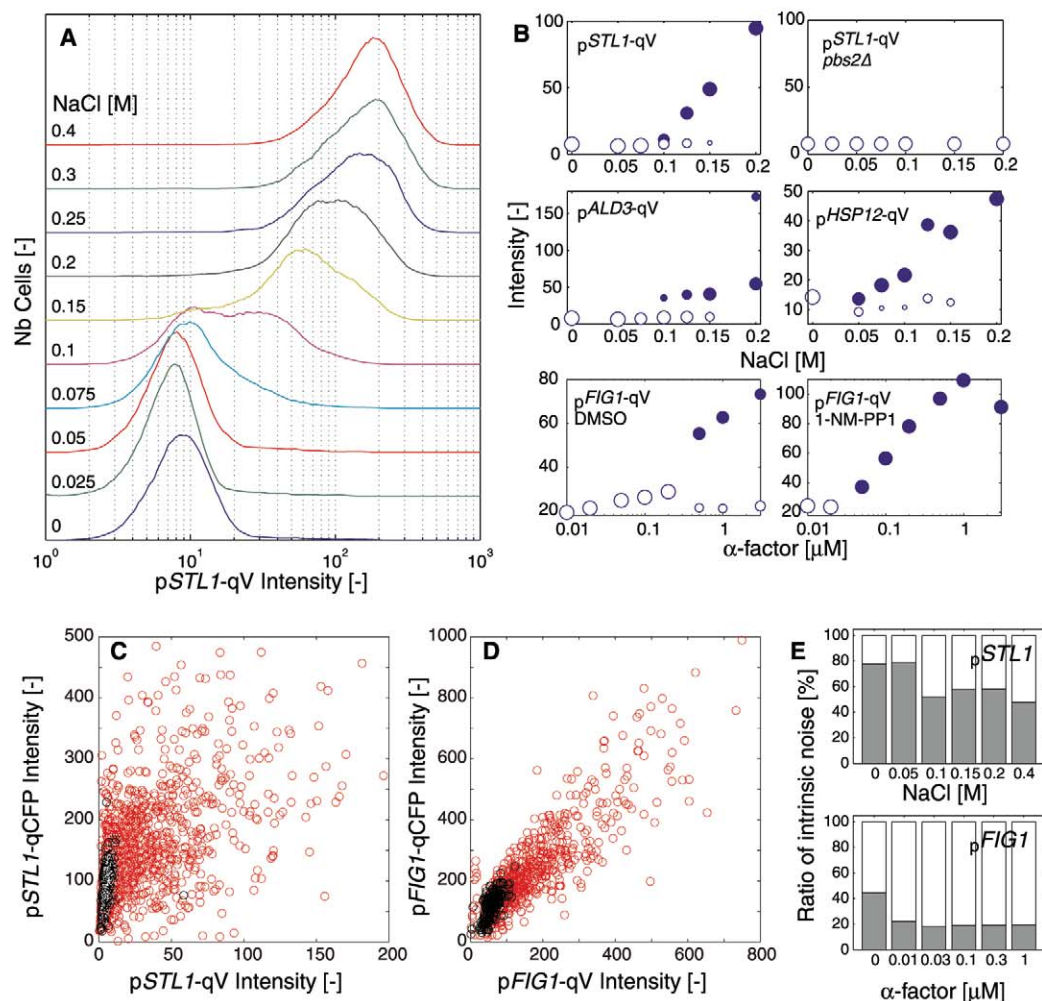 A
NaCl [M]
0.4
0.3
0.25
0.2
0.15
0.1
0.075
0.05
0.025
0
Nb Cells [-]
10⁰ 10¹ 10² 10³
pSTL1-qV Intensity [-]
B
pSTL1-qV
100
50
0
0 0.05 0.1 0.15 0.2
pSTL1-qV
pbs2Δ
100
50
0
0 0.05 0.1 0.15 0.2
Intensity [-]
pALD3-qV
150
100
50
0
0 0.05 0.1 0.15 0.2
pHSP12-qV
50
40
30
20
10
0 0.05 0.1 0.15 0.2
NaCl [M]
pFIG1-qV
DMSO
80
60
40
20
0.01 0.1 1
pFIG1-qV
1-NM-PP1
100
80
60
40
20
0.01 0.1 1
α-factor [µM]
C
pSTL1-qCFP Intensity [-]
500
400
300
200
100
0
0 50 100 150 200
pSTL1-qV Intensity [-]
D
pFIG1-qCFP Intensity [-]
1000
800
600
400
200
0
0 200 400 600 800
pFIG1-qV Intensity [-]
E
Ratio of intrinsic noise [%]
pSTL1
100
80
60
40
20
0
0 0.05 0.1 0.15 0.2 0.4
NaCl [M]
pFIG1
100
80
60
40
20
0
0 0.01 0.03 0.1 0.3 1
α-factor [µM]